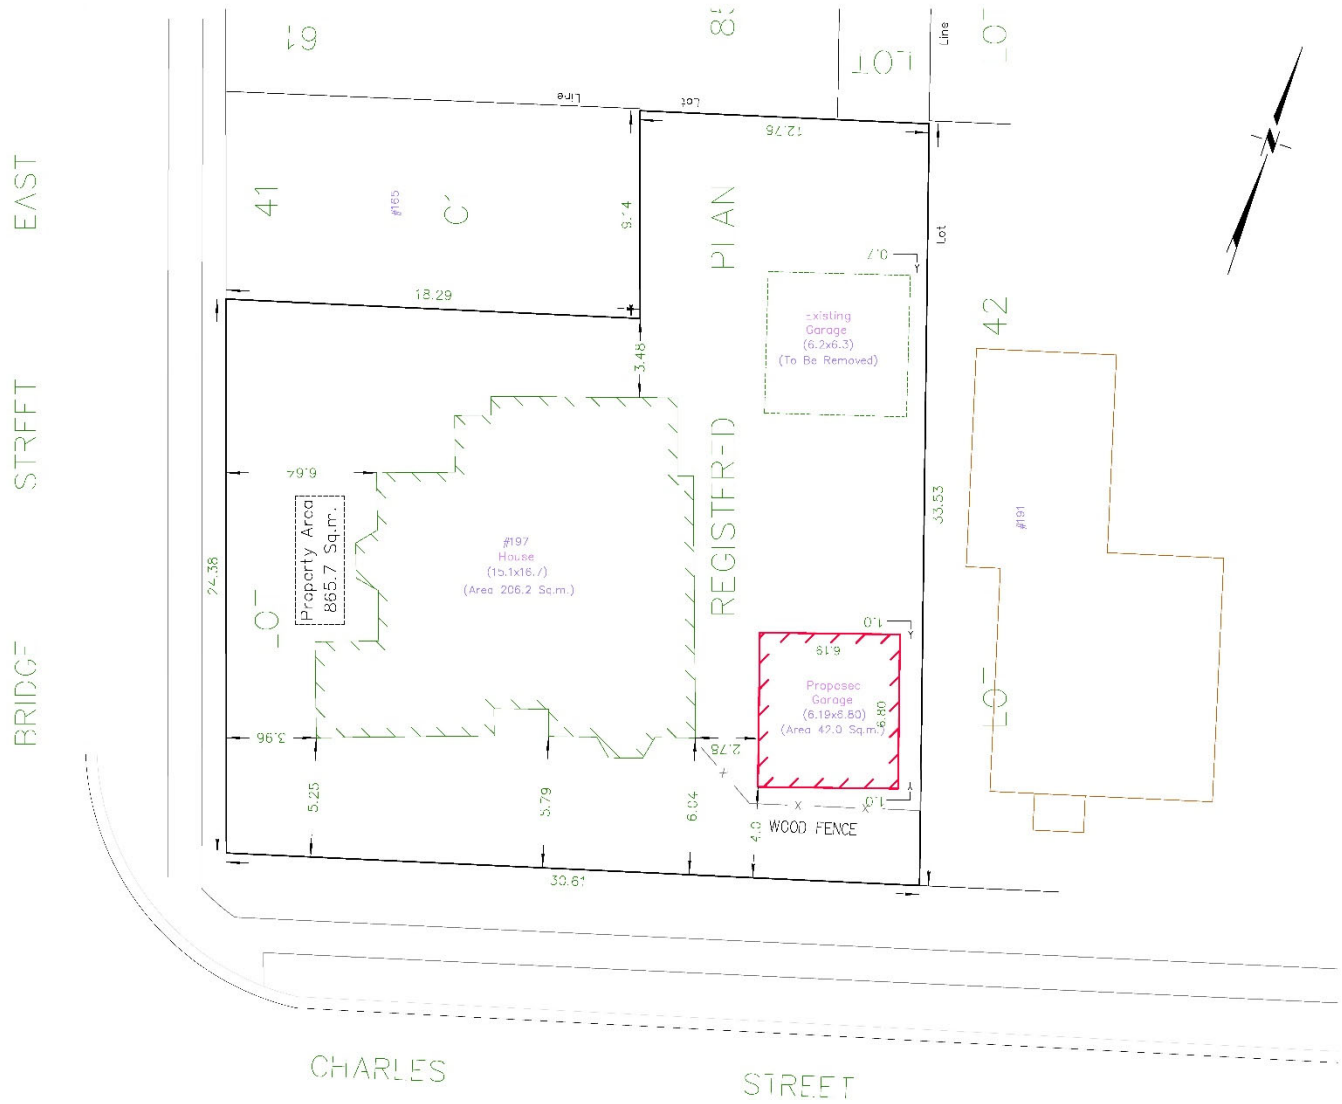 61
LOT
Line
Line
Lot
12.76
EAST
41
#165
C'
9.14
PLAN
Lot
0.7
18.29
Existing
Garage
(6.2x6.3)
(To Be Removed)
42
3.48
STREET
6.64
REGISTERED
33.53
Property Area
865.7 Sq.m.
#197
House
(15.1x16.7)
(Area 206.2 Sq.m.)
#191
24.38
LOT
1.0
6.19
Proposed
Garage
(6.19x6.80)
(Area 42.0 Sq.m.)
6.80
LOT
BRIDGE
3.96
2.78
5.25
5.79
6.04
4.0
1.0
WOOD FENCE
30.61
CHARLES STREET